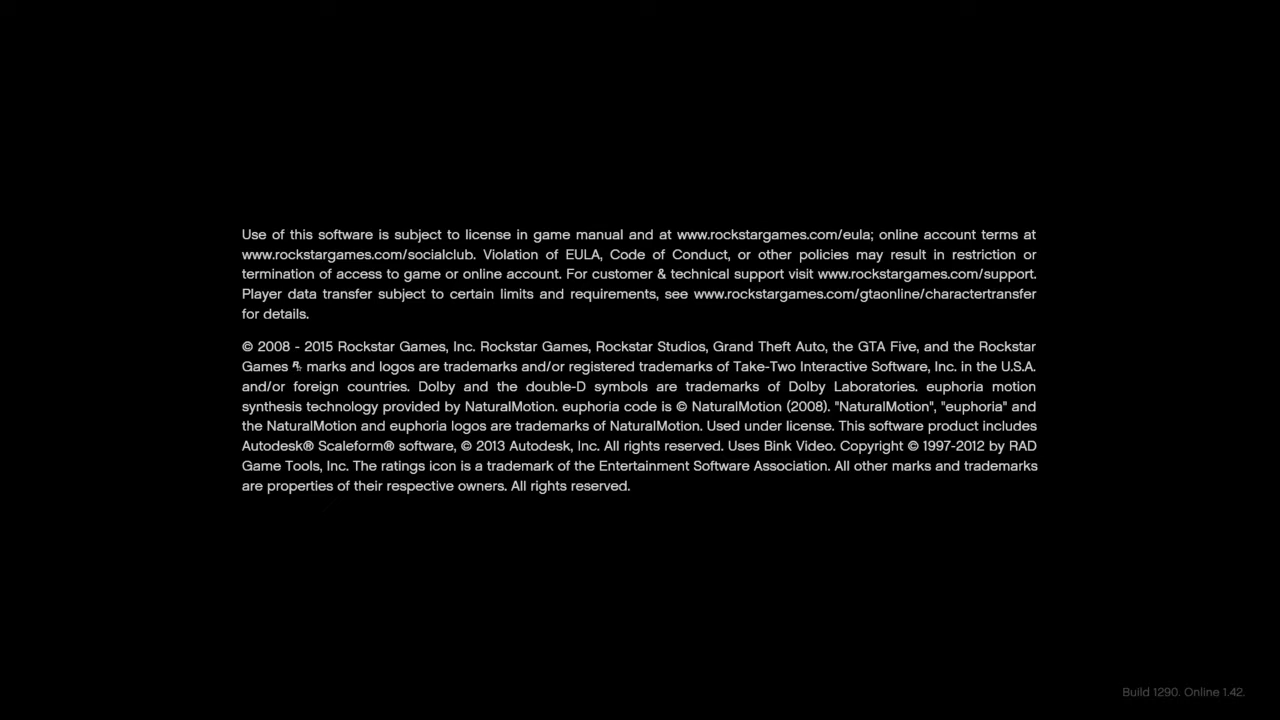 Use of this software is subject to license in game manual and at www.rockstargames.com/eula; online account terms at
www.rockstargames.com/socialclub. Violation of EULA, Code of Conduct, or other policies may result in restriction or
termination of access to game or online account. For customer & technical support visit www.rockstargames.com/support.
Player data transfer subject to certain limits and requirements, see www.rockstargames.com/gtaonline/charactertransfer
for details.
© 2008 - 2015 Rockstar Games, Inc. Rockstar Games, Rockstar Studios, Grand Theft Auto, the GTA Five, and the Rockstar
Games R* marks and logos are trademarks and/or registered trademarks of Take-Two Interactive Software, Inc. in the U.S.A.
and/or foreign countries. Dolby and the double-D symbols are trademarks of Dolby Laboratories. euphoria motion
synthesis technology provided by NaturalMotion. euphoria code is © NaturalMotion (2008). "NaturalMotion", "euphoria" and
the NaturalMotion and euphoria logos are trademarks of NaturalMotion. Used under license. This software product includes
Autodesk® Scaleform® software, © 2013 Autodesk, Inc. All rights reserved. Uses Bink Video. Copyright © 1997-2012 by RAD
Game Tools, Inc. The ratings icon is a trademark of the Entertainment Software Association. All other marks and trademarks
are properties of their respective owners. All rights reserved.
Build 1290. Online 1.42.